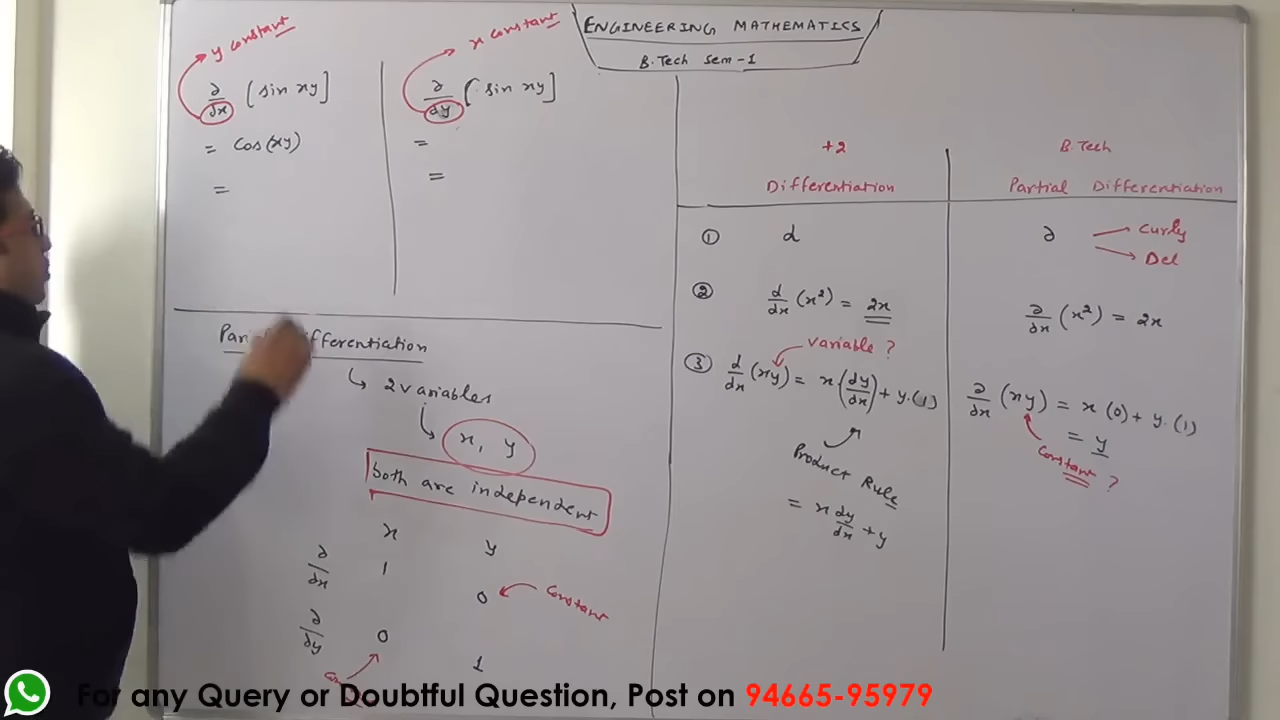 ENGINEERING MATHEMATICS
B.Tech Sem-1
y constant
∂/∂x [sin xy]
= cos(xy)
=
x constant
∂/∂y [sin xy]
=
=
Differentiation
2 variables
x, y
both are independent
x y
∂/∂x 1 0 constant
∂/∂y 0 1
+2
Differentiation
B.Tech
Partial Differentiation
① d
∂ Curly
Del
② d/dx (x²) = 2x
∂/∂x (x²) = 2x
variable ?
③ d/dx (xy) = x(dy/dx) + y.(1)
Product Rule
= x dy/dx + y
∂/∂x (xy) = x (0) + y.(1)
= y
Constant ?
For any Query or Doubtful Question, Post on 94665-95979